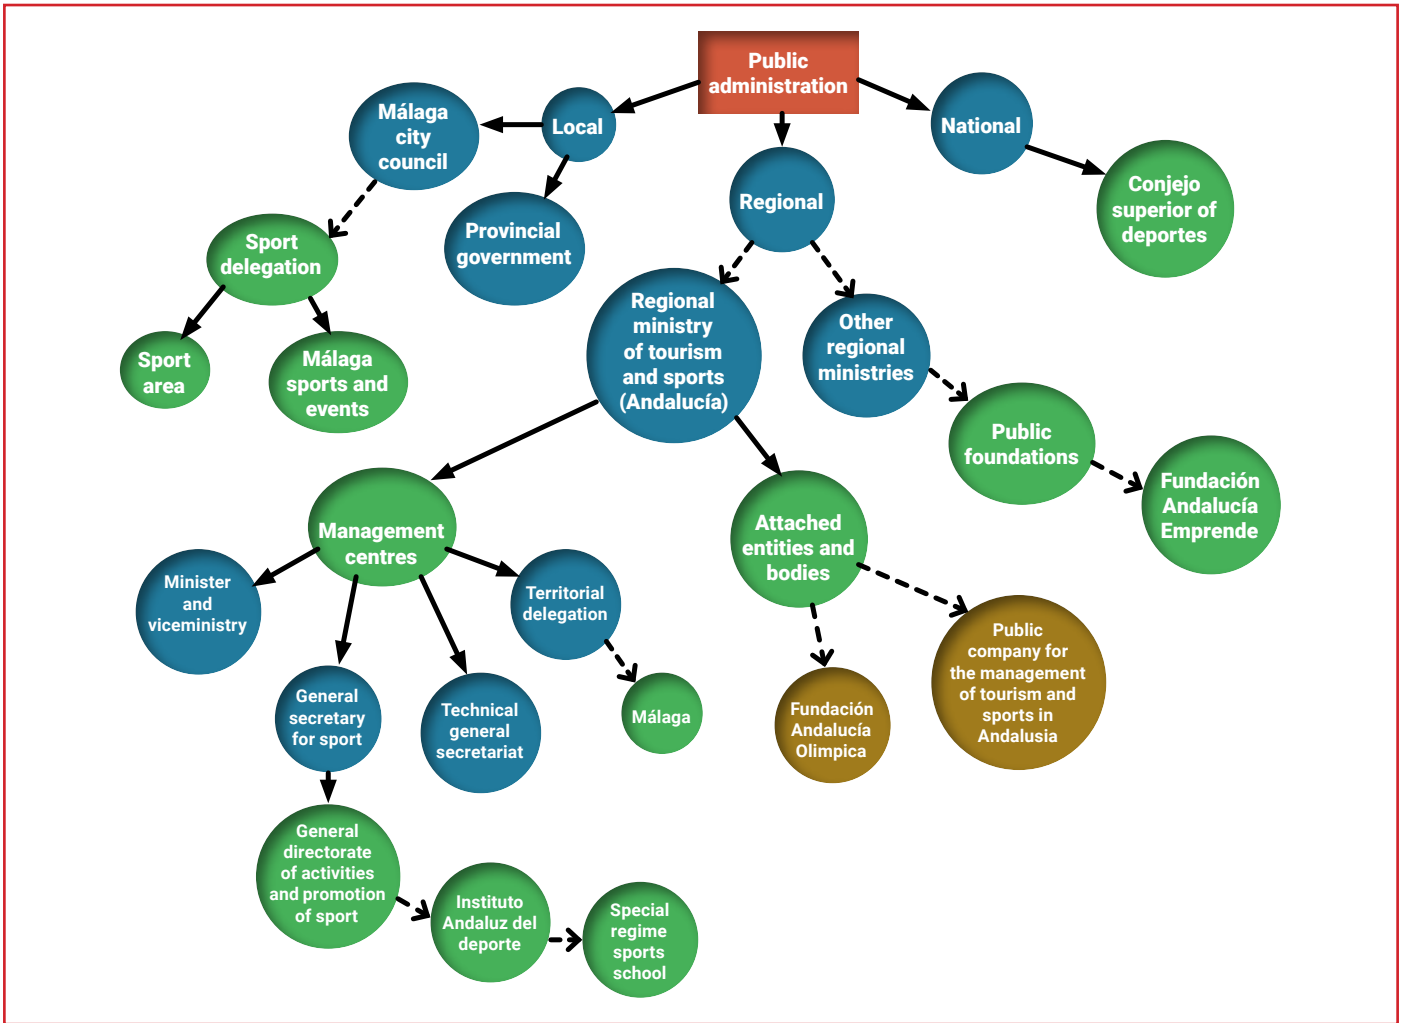 Public
administration
Málaga
city
council
Local
National
Conjejo
superior of
deportes
Regional
Provincial
government
Sport
delegation
Regional
ministry
of tourism
and sports
(Andalucía)
Other
regional
ministries
Sport
area
Málaga
sports and
events
Public
foundations
Fundación
Andalucía
Emprende
Management
centres
Attached
entities and
bodies
Minister
and
viceministry
Territorial
delegation
General
secretary
for sport
Technical
general
secretariat
Málaga
Fundación
Andalucía
Olimpica
Public
company for
the management
of tourism and
sports in
Andalusia
General
directorate
of activities
and promotion
of sport
Instituto
Andaluz del
deporte
Special
regime
sports
school